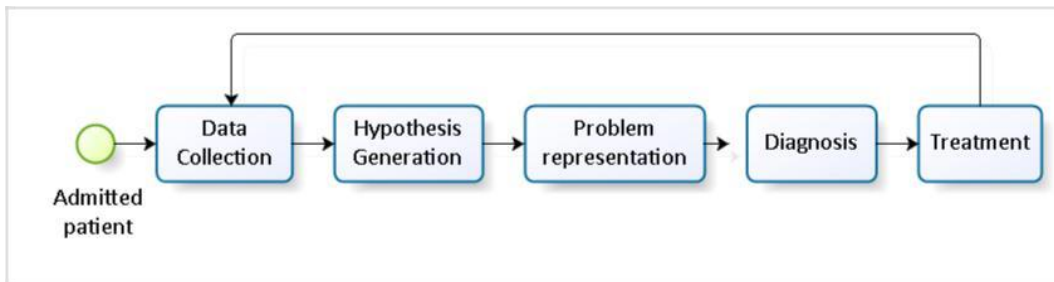 Data
Collection
Hypothesis
Generation
Problem
representation
Diagnosis
Treatment
Admitted
patient